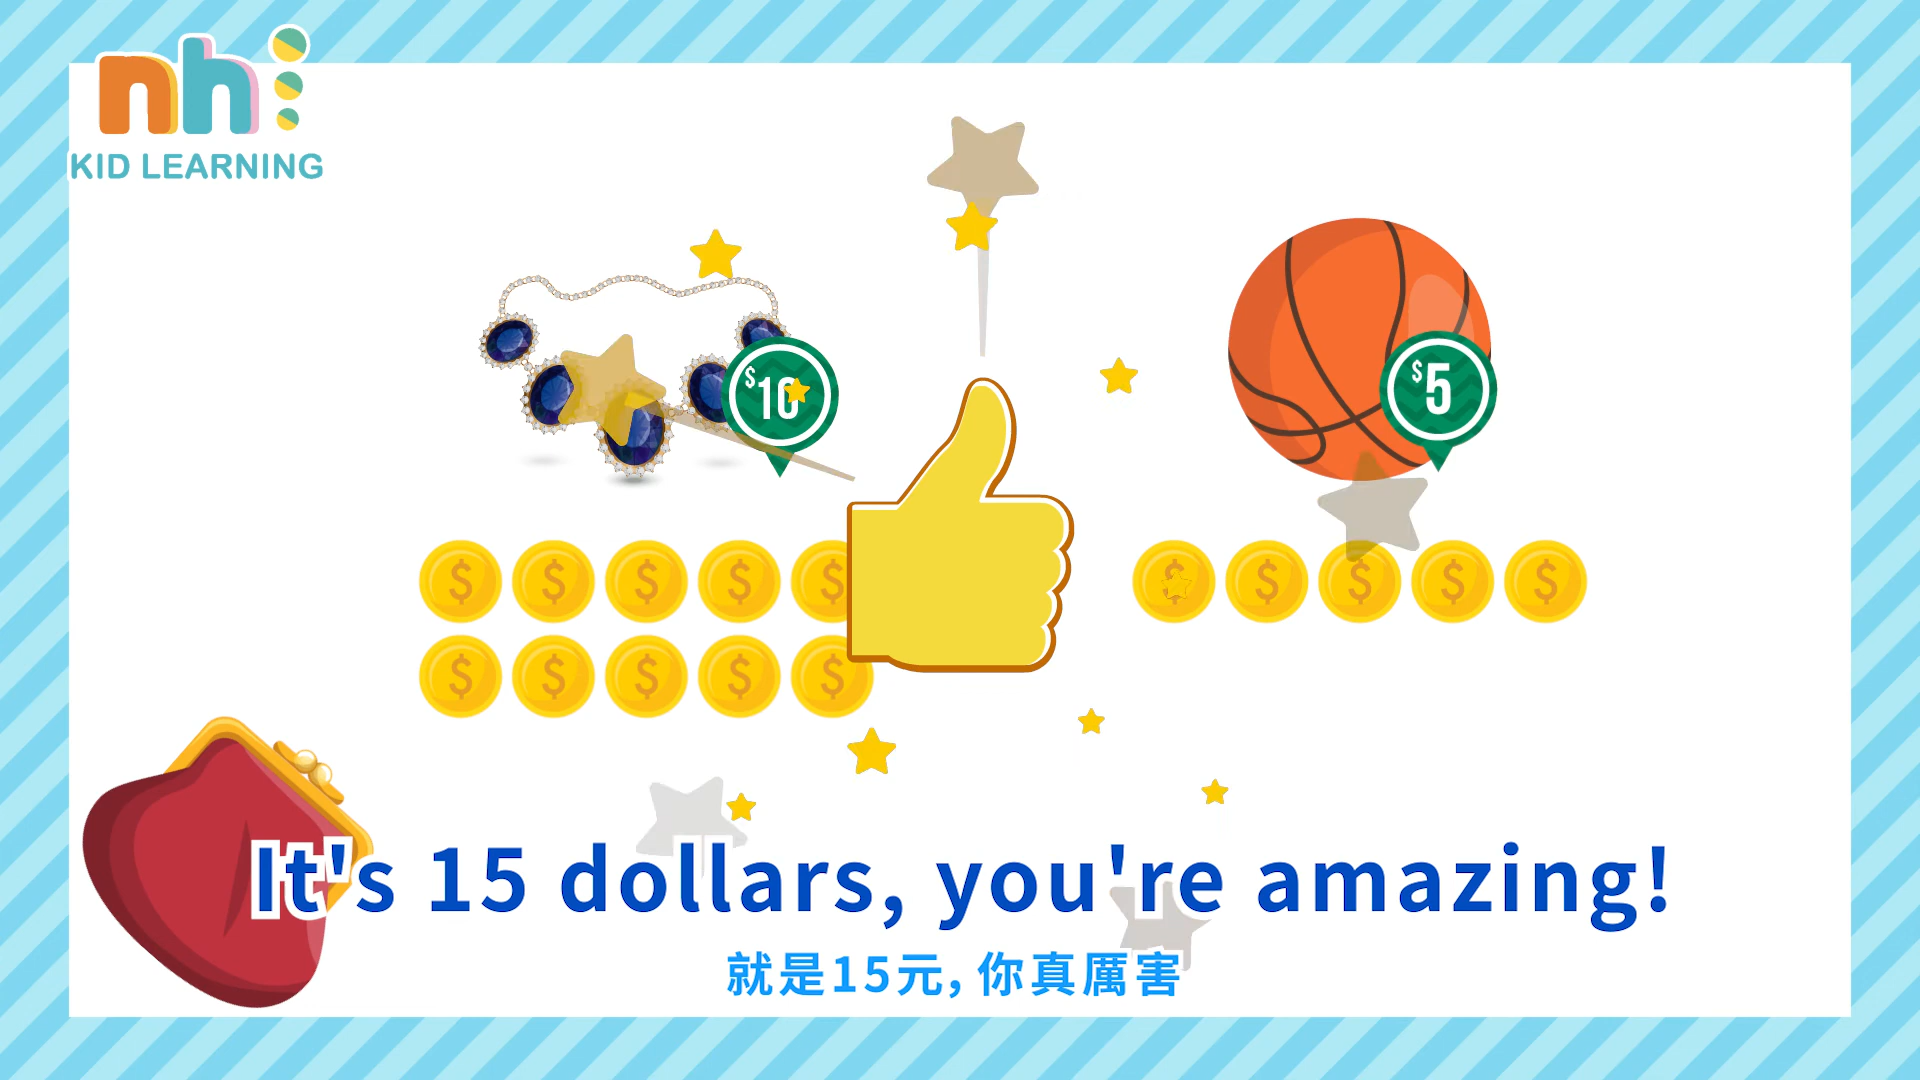 nh
KID LEARNING
$10
$5
$ $ $ $ $
$ $ $ $ $
$ $ $ $ $
It's 15 dollars, you're amazing!
就是15元, 你真厲害